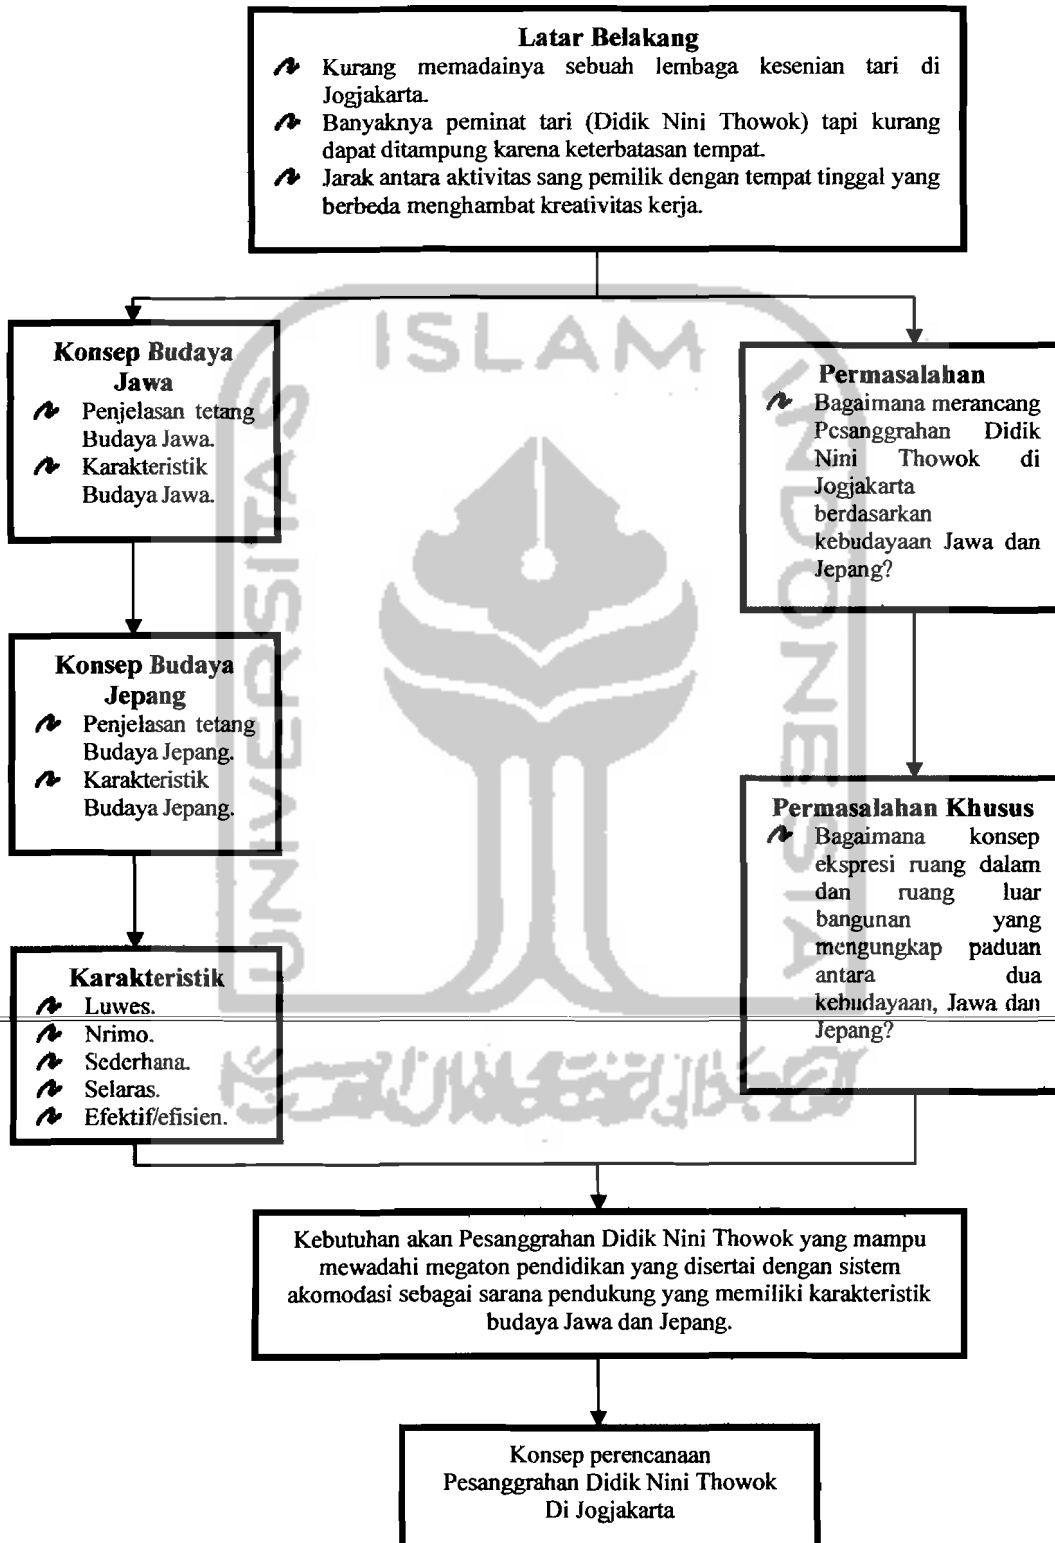 Latar Belakang
Kurang memadainya sebuah lembaga kesenian tari di
Jogjakarta.
Banyaknya peminat tari (Didik Nini Thowok) tapi kurang
dapat ditampung karena keterbatasan tempat.
Jarak antara aktivitas sang pemilik dengan tempat tinggal yang
berbeda menghambat kreativitas kerja.
Konsep Budaya
Jawa
Penjelasan tetang
Budaya Jawa.
Karakteristik
Budaya Jawa.
Konsep Budaya
Jepang
Penjelasan tetang
Budaya Jepang.
Karakteristik
Budaya Jepang.
Karakteristik
Luwes.
Nrimo.
Sederhana.
Selaras.
Efektif/efisien.
Permasalahan
Bagaimana merancang
Pesanggrahan Didik
Nini Thowok di
Jogjakarta
berdasarkan
kebudayaan Jawa dan
Jepang?
Permasalahan Khusus
Bagaimana konsep
ekspresi ruang dalam
dan ruang luar
bangunan yang
mengungkap paduan
antara dua
kebudayaan, Jawa dan
Jepang?
Kebutuhan akan Pesanggrahan Didik Nini Thowok yang mampu
mewadahi megaton pendidikan yang disertai dengan sistem
akomodasi sebagai sarana pendukung yang memiliki karakteristik
budaya Jawa dan Jepang.
Konsep perencanaan
Pesanggrahan Didik Nini Thowok
Di Jogjakarta
UNIVERSITAS
ISLAM
INDONESIA